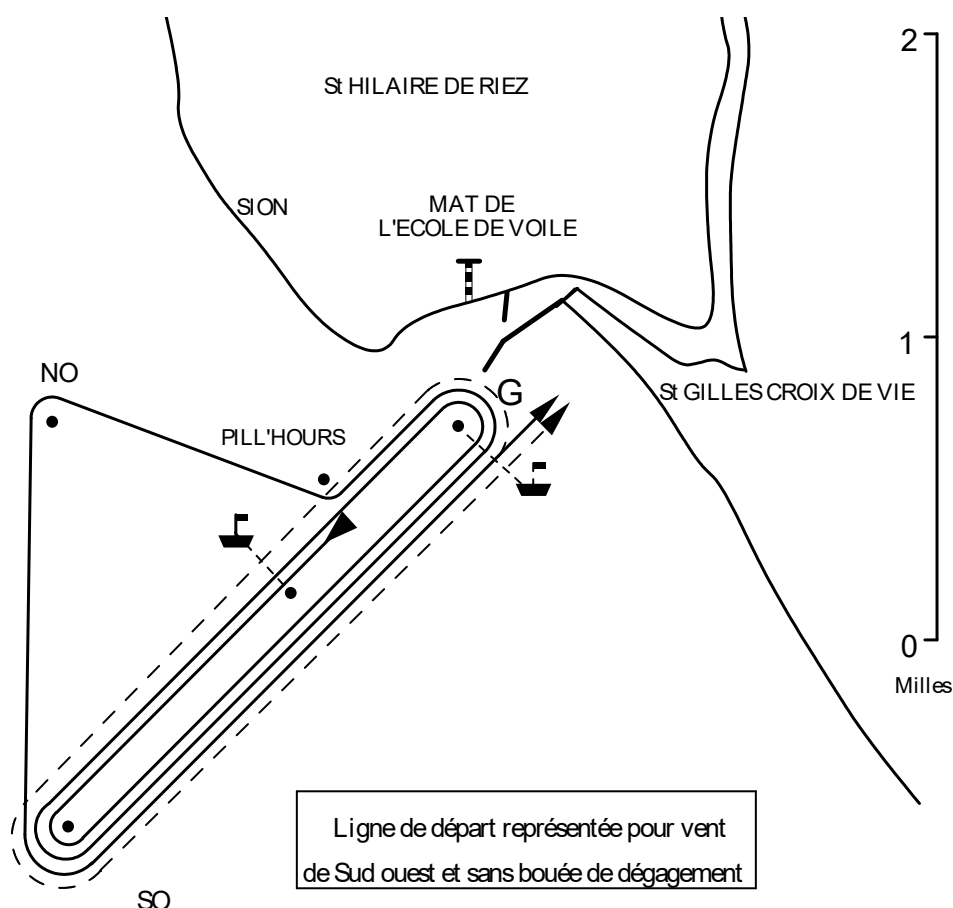 2
St HILAIRE DE RIEZ
SION
MAT DE
L'ECOLE DE VOILE
1
NO
G
St GILLES CROIX DE VIE
PILL'HOURS
0
Milles
Ligne de départ représentée pour vent
de Sud ouest et sans bouée de dégagement
SO